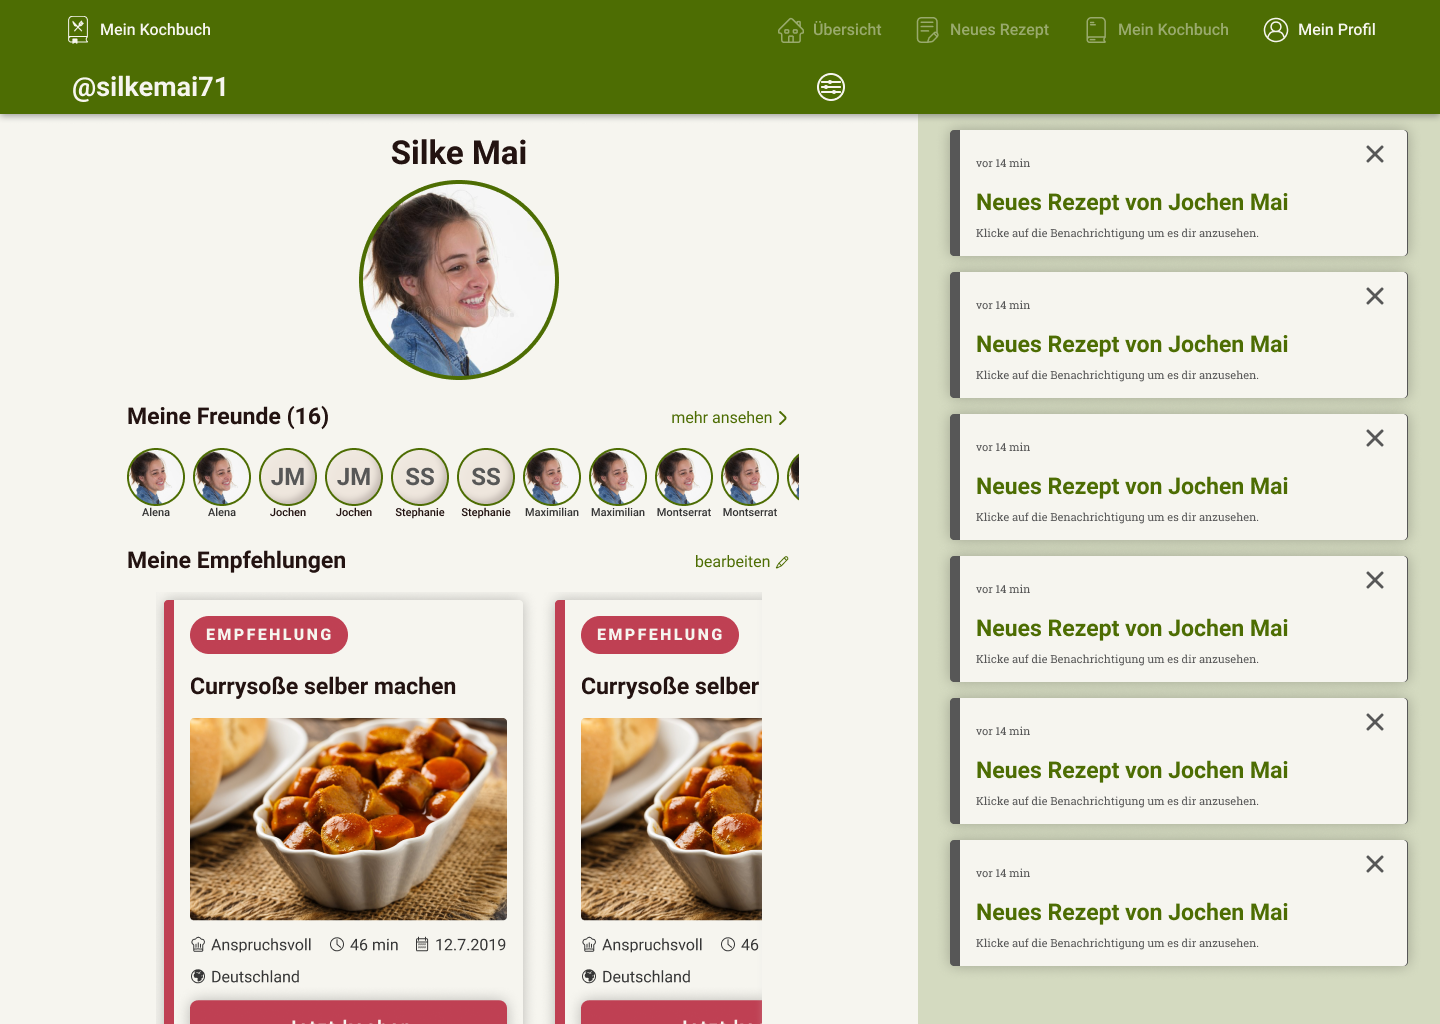 Mein Kochbuch
Übersicht
Neues Rezept
Mein Kochbuch
Mein Profil
@silkemai71
Silke Mai
Meine Freunde (16)
mehr ansehen
JM
JM
SS
SS
Alena
Alena
Jochen
Jochen
Stephanie
Stephanie
Maximilian
Maximilian
Montserrat
Montserrat
Meine Empfehlungen
bearbeiten
EMPFEHLUNG
Currysoße selber machen
Anspruchsvoll
46 min
12.7.2019
Deutschland
EMPFEHLUNG
Currysoße selber
Anspruchsvoll
46
Deutschland
vor 14 min
Neues Rezept von Jochen Mai
Klicke auf die Benachrichtigung um es dir anzusehen.
vor 14 min
Neues Rezept von Jochen Mai
Klicke auf die Benachrichtigung um es dir anzusehen.
vor 14 min
Neues Rezept von Jochen Mai
Klicke auf die Benachrichtigung um es dir anzusehen.
vor 14 min
Neues Rezept von Jochen Mai
Klicke auf die Benachrichtigung um es dir anzusehen.
vor 14 min
Neues Rezept von Jochen Mai
Klicke auf die Benachrichtigung um es dir anzusehen.
vor 14 min
Neues Rezept von Jochen Mai
Klicke auf die Benachrichtigung um es dir anzusehen.